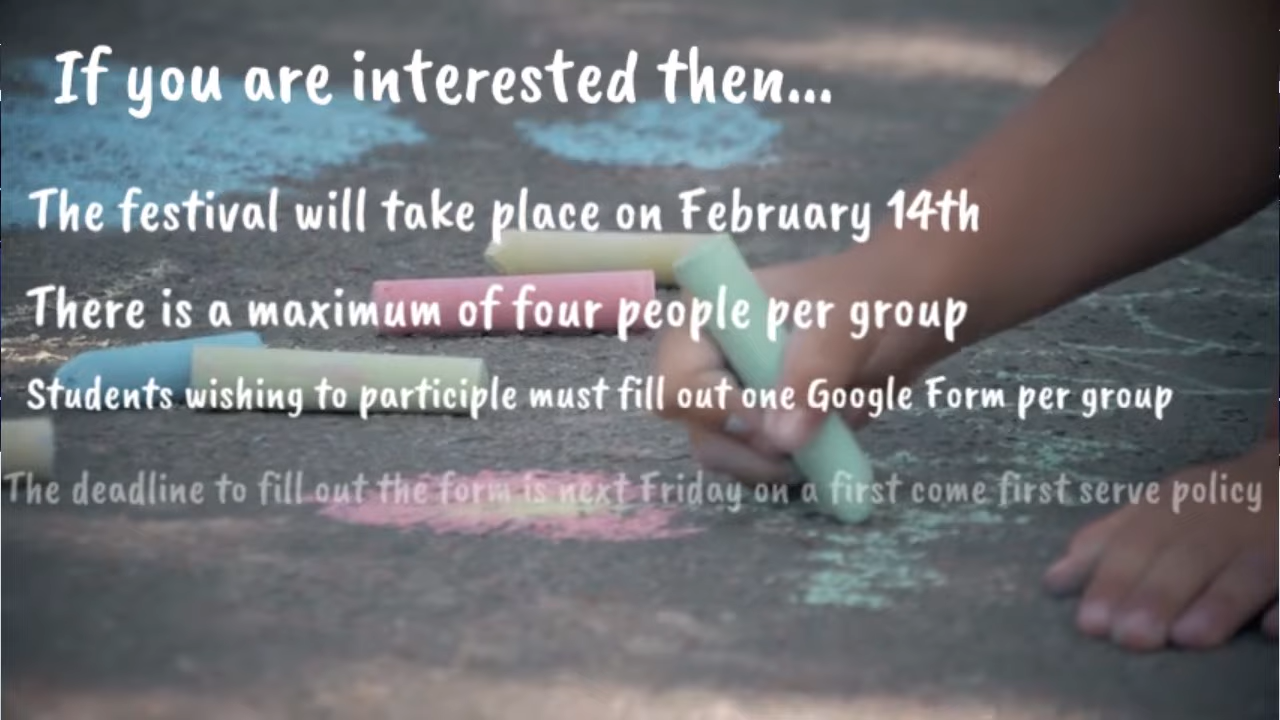 If you are interested then...
The festival will take place on February 14th
There is a maximum of four people per group
Students wishing to participle must fill out one Google Form per group
The deadline to fill out the form is next Friday on a first come first serve policy